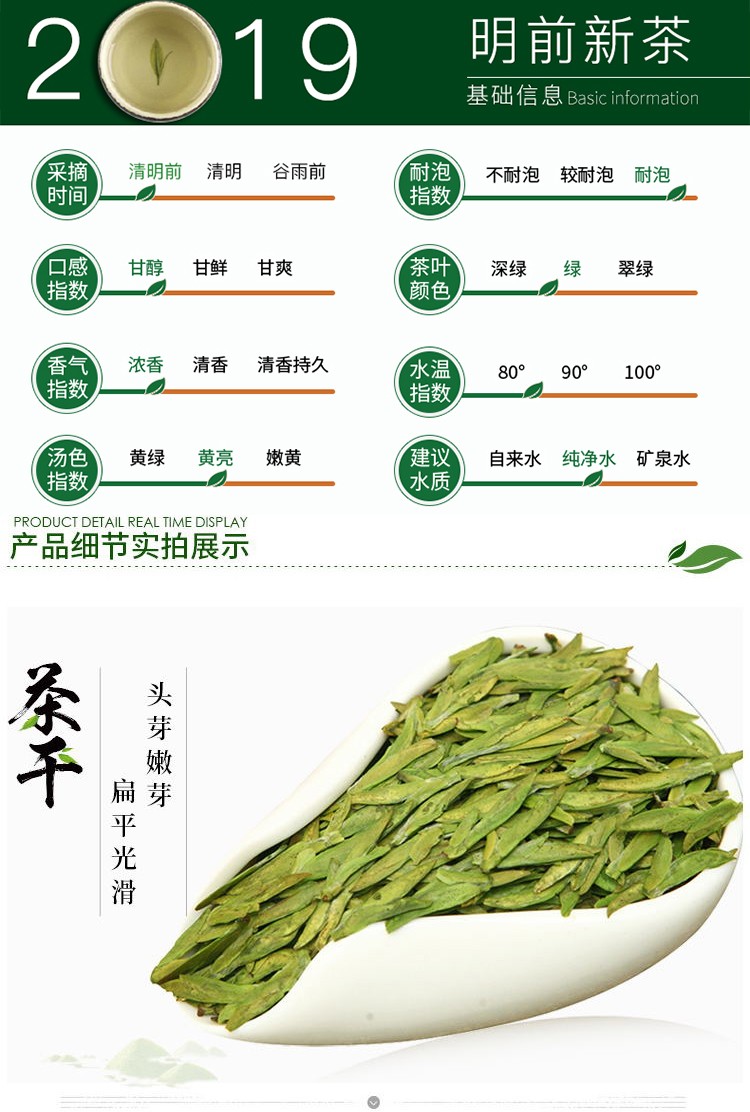 2019
明前新茶
基础信息 Basic information
采摘时间
清明前 清明 谷雨前
耐泡指数
不耐泡 较耐泡 耐泡
口感指数
甘醇 甘鲜 甘爽
茶叶颜色
深绿 绿 翠绿
香气指数
浓香 清香 清香持久
水温指数
80° 90° 100°
汤色指数
黄绿 黄亮 嫩黄
建议水质
自来水 纯净水 矿泉水
PRODUCT DETAIL REAL TIME DISPLAY
产品细节实拍展示
茶干
头芽嫩芽
扁平光滑